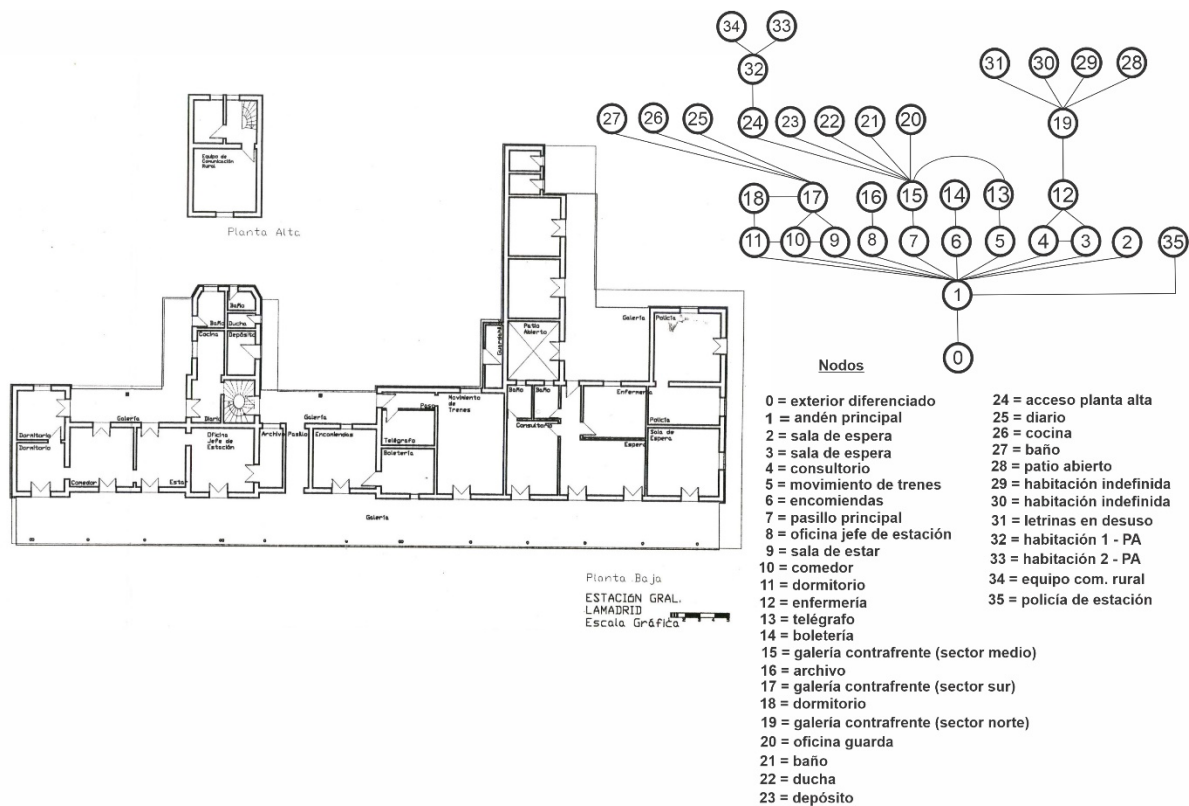 34
33
32
31
30
29
28
27
26
25
24
23
22
21
20
19
18
17
16
15
14
13
12
11
10
9
8
7
6
5
4
3
2
35
1
0
Equipo de
Comunicación
Rural
Planta Alta
Baño
Baño
Ducha
Cocina
Depósito
Diario
Galería
Dormitorio
Dormitorio
Comedor
Estar
Oficina
Jefe de
Estación
Archivo
Pasillo
Galería
Encomiendas
Paso
Movimiento
de
Trenes
Telégrafo
Boletería
Guarda
Patio
Abierto
Baño
Baño
Consultorio
Enfermería
Espera
Galería
Policía
Policía
Sala de
Espera
Galería
Planta Baja
ESTACIÓN GRAL.
LAMADRID
Escala Gráfica
Nodos
0 = exterior diferenciado
1 = andén principal
2 = sala de espera
3 = sala de espera
4 = consultorio
5 = movimiento de trenes
6 = encomiendas
7 = pasillo principal
8 = oficina jefe de estación
9 = sala de estar
10 = comedor
11 = dormitorio
12 = enfermería
13 = telégrafo
14 = boletería
15 = galería contrafrente (sector medio)
16 = archivo
17 = galería contrafrente (sector sur)
18 = dormitorio
19 = galería contrafrente (sector norte)
20 = oficina guarda
21 = baño
22 = ducha
23 = depósito
24 = acceso planta alta
25 = diario
26 = cocina
27 = baño
28 = patio abierto
29 = habitación indefinida
30 = habitación indefinida
31 = letrinas en desuso
32 = habitación 1 - PA
33 = habitación 2 - PA
34 = equipo com. rural
35 = policía de estación